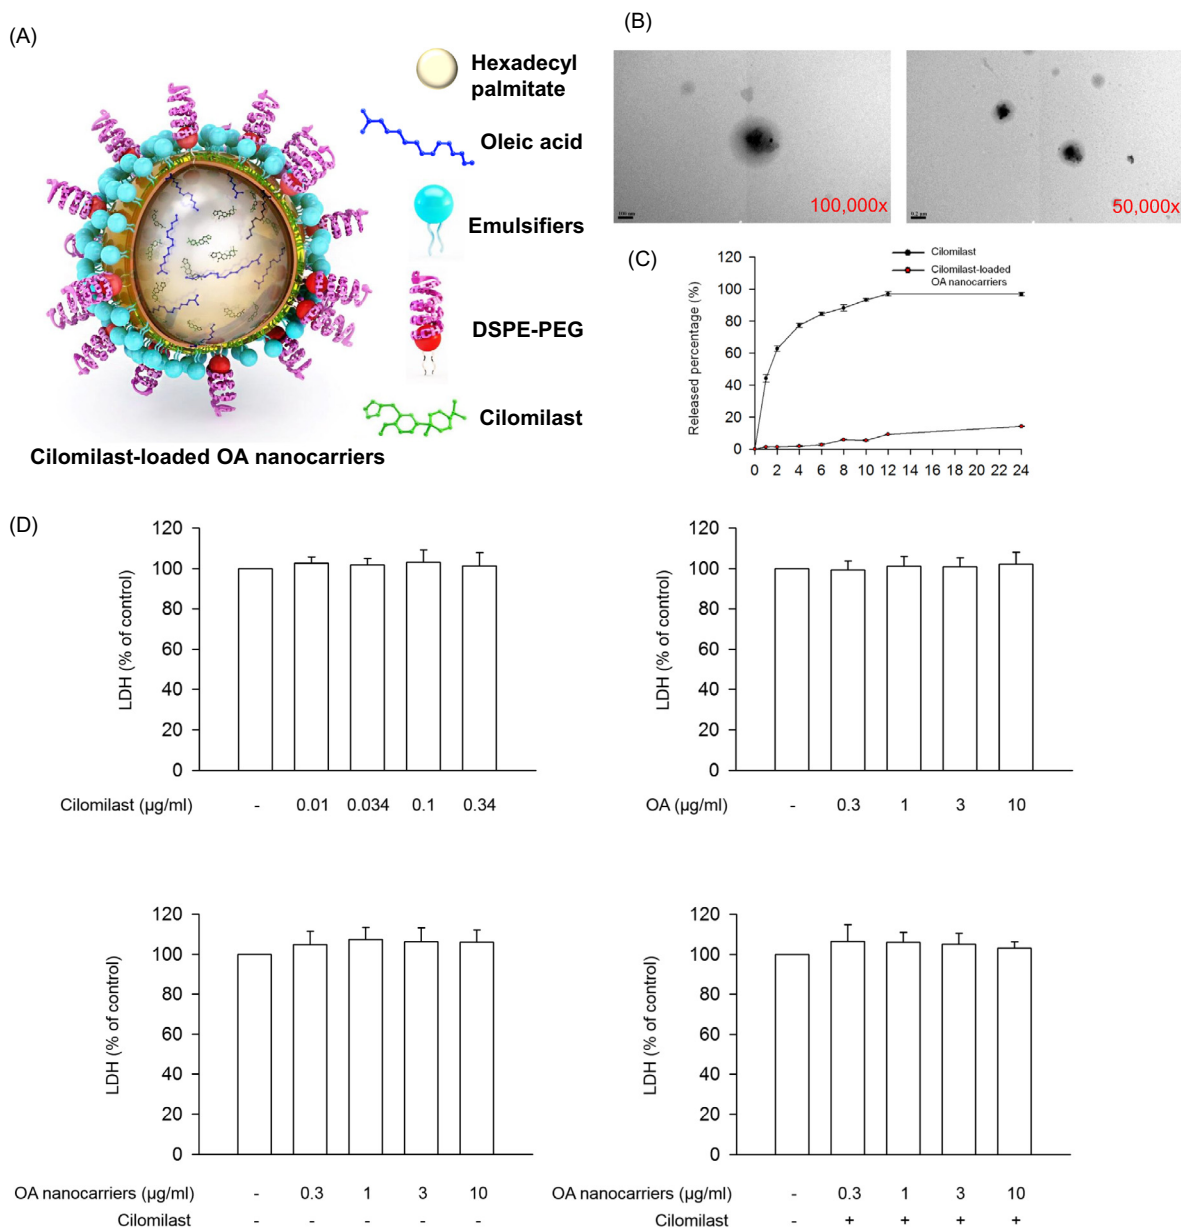 (A)
Hexadecyl
palmitate
Oleic acid
Emulsifiers
DSPE-PEG
Cilomilast
Cilomilast-loaded OA nanocarriers
(B)
100 nm
100,000x
0.2 μm
50,000x
(C)
Released percentage (%)
120
100
80
60
40
20
0
0 2 4 6 8 10 12 14 16 18 20 22 24
Cilomilast
Cilomilast-loaded
OA nanocarriers
(D)
LDH (% of control)
120
100
80
60
40
20
0
Cilomilast (μg/ml) - 0.01 0.034 0.1 0.34
LDH (% of control)
120
100
80
60
40
20
0
OA (μg/ml) - 0.3 1 3 10
LDH (% of control)
120
100
80
60
40
20
0
OA nanocarriers (μg/ml) - 0.3 1 3 10
Cilomilast - - - - -
LDH (% of control)
120
100
80
60
40
20
0
OA nanocarriers (μg/ml) - 0.3 1 3 10
Cilomilast - + + + +